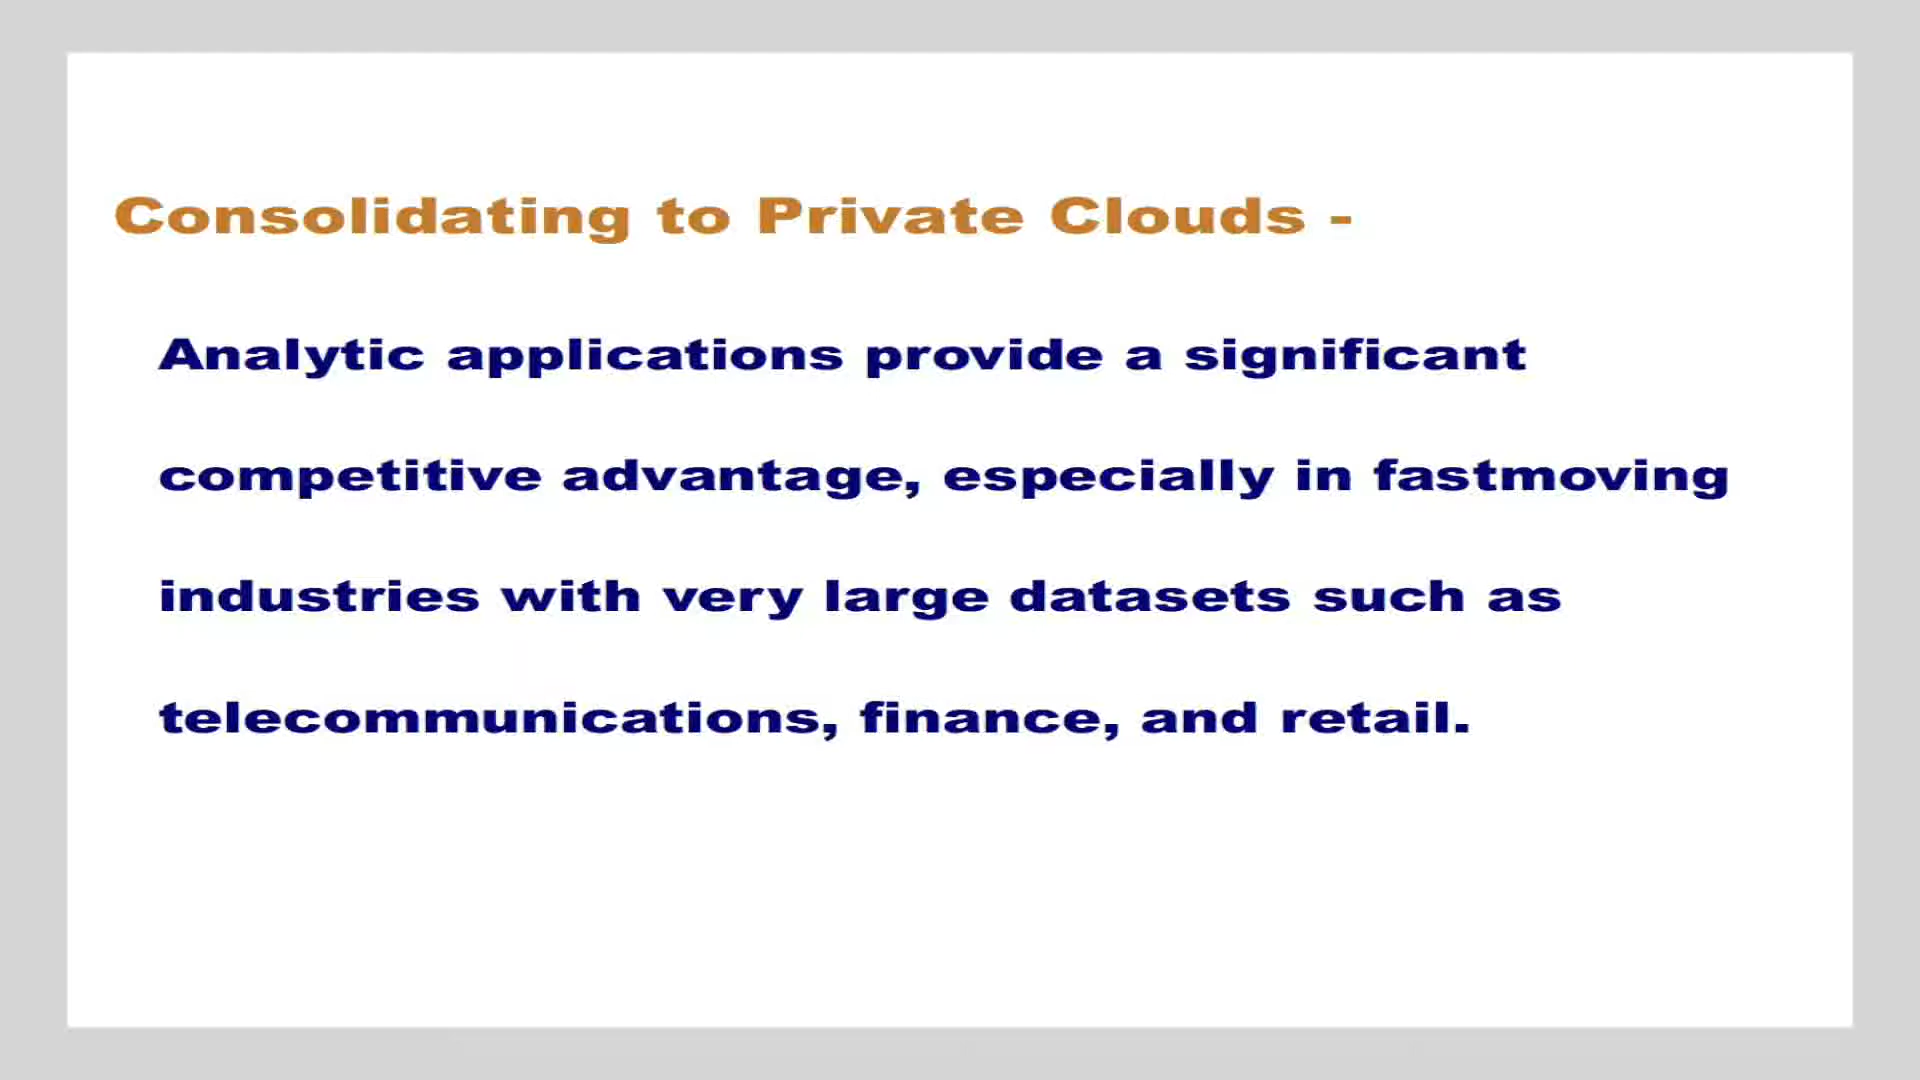 Consolidating to Private Clouds -
Analytic applications provide a significant
competitive advantage, especially in fastmoving
industries with very large datasets such as
telecommunications, finance, and retail.